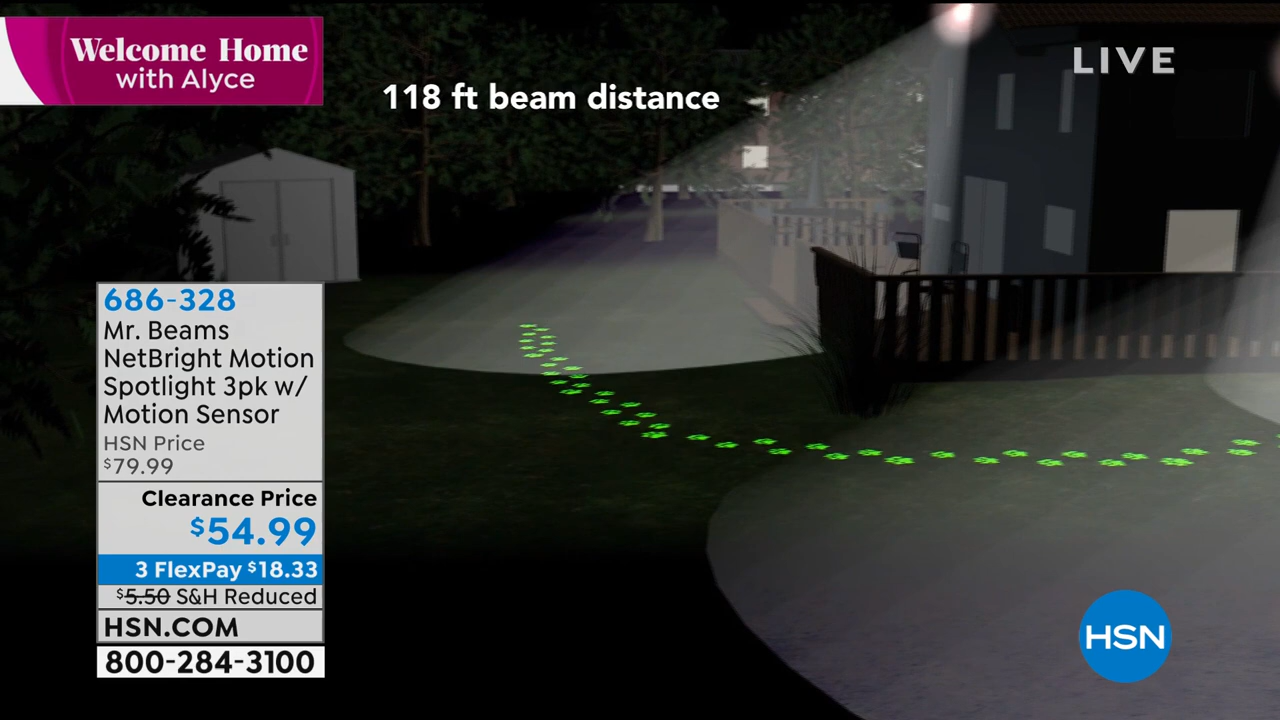 Welcome Home
with Alyce
118 ft beam distance
LIVE
686-328
Mr. Beams
NetBright Motion
Spotlight 3pk w/
Motion Sensor
HSN Price
$79.99
Clearance Price
$54.99
3 FlexPay $18.33
$5.50 S&H Reduced
HSN.COM
800-284-3100
HSN